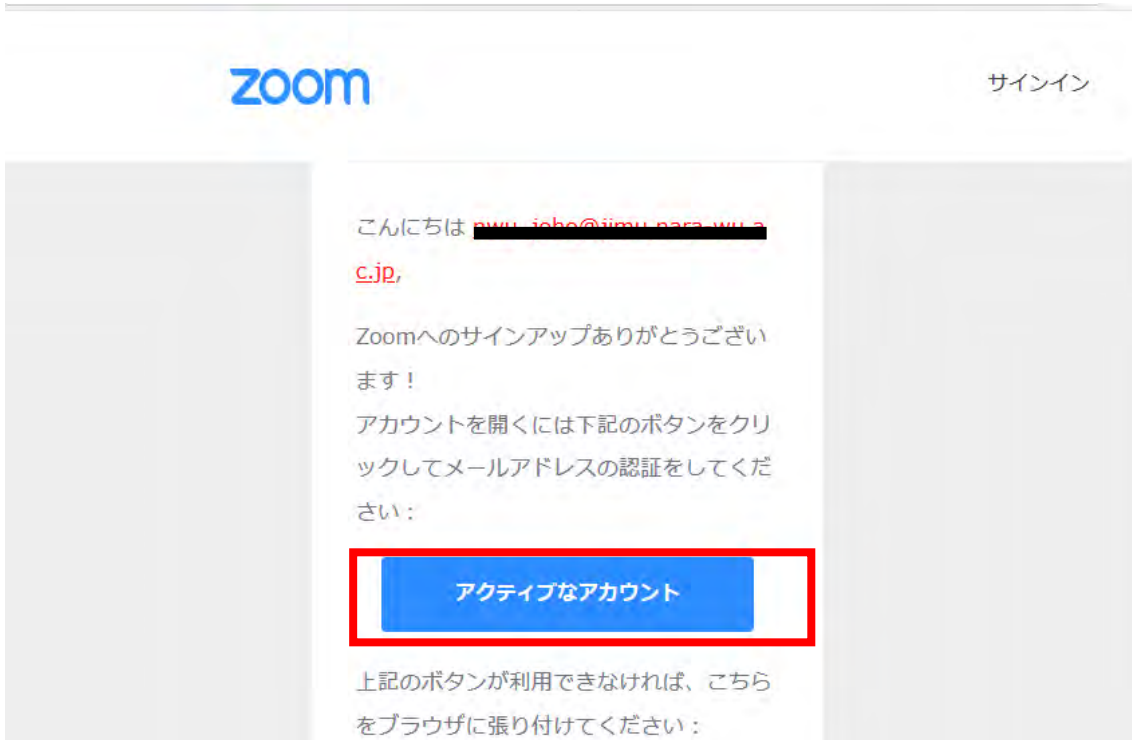 zoom
サインイン
こんにちは
c.jp,
Zoomへのサインアップありがとうござい
ます！
アカウントを開くには下記のボタンをクリ
ックしてメールアドレスの認証をしてくだ
さい：
アクティブなアカウント
上記のボタンが利用できなければ、こちら
をブラウザに張り付けてください：